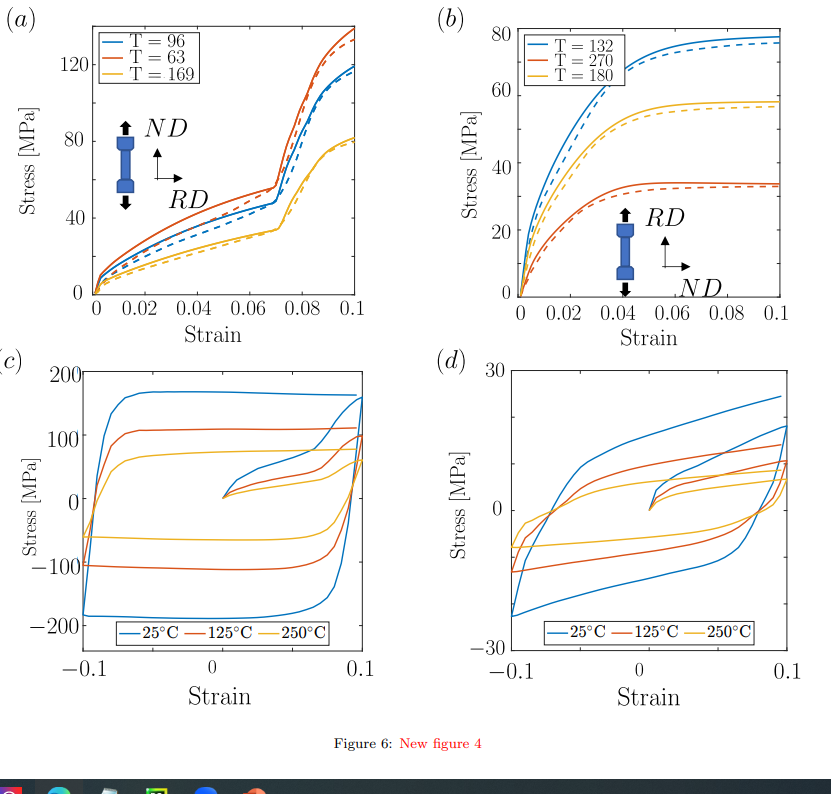 (a)
T = 96
T = 63
T = 169
120
80
40
0
Stress [MPa]
ND
RD
0.02
0.04
0.06
0.08
0.1
Strain
(b)
T = 132
T = 270
T = 180
80
60
40
20
0
Stress [MPa]
RD
ND
0
0.02
0.04
0.06
0.08
0.1
Strain
(c)
200
100
0
−100
−200
Stress [MPa]
25°C
125°C
250°C
−0.1
0
0.1
Strain
(d)
30
0
−30
Stress [MPa]
25°C
125°C
250°C
−0.1
0
0.1
Strain
Figure 6: New figure 4